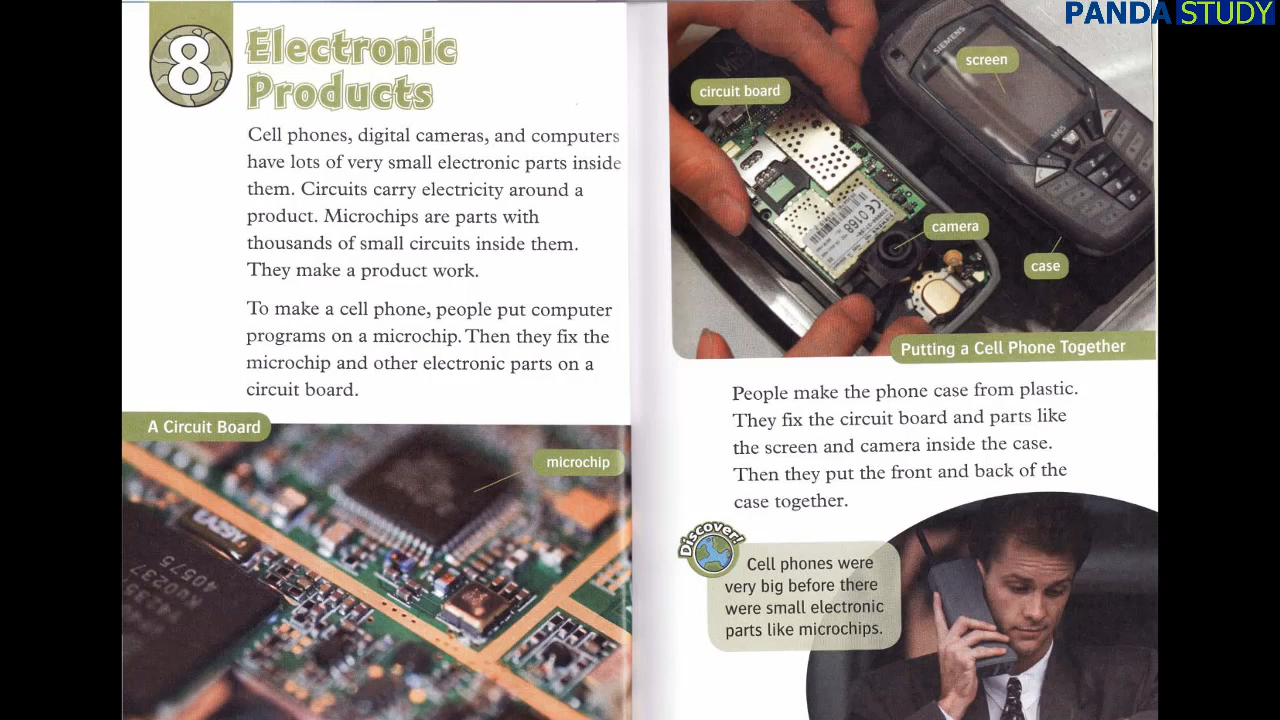 PANDA STUDY
8
Electronic
Products
Cell phones, digital cameras, and computers
have lots of very small electronic parts inside
them. Circuits carry electricity around a
product. Microchips are parts with
thousands of small circuits inside them.
They make a product work.
To make a cell phone, people put computer
programs on a microchip. Then they fix the
microchip and other electronic parts on a
circuit board.
A Circuit Board
microchip
40575
circuit board
screen
SIEMENS
M65
CE 0168
camera
case
Putting a Cell Phone Together
People make the phone case from plastic.
They fix the circuit board and parts like
the screen and camera inside the case.
Then they put the front and back of the
case together.
Discover!
Cell phones were
very big before there
were small electronic
parts like microchips.